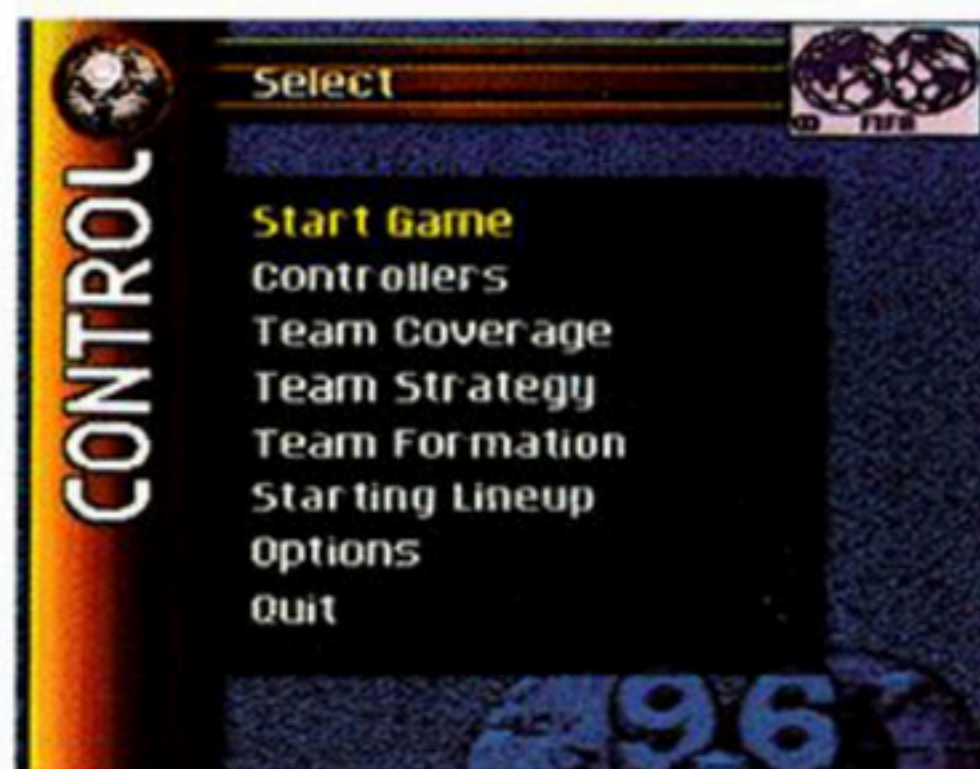 Select
FIFA
CONTROL
Start Game
Controllers
Team Coverage
Team Strategy
Team Formation
Starting Lineup
Options
Quit
96